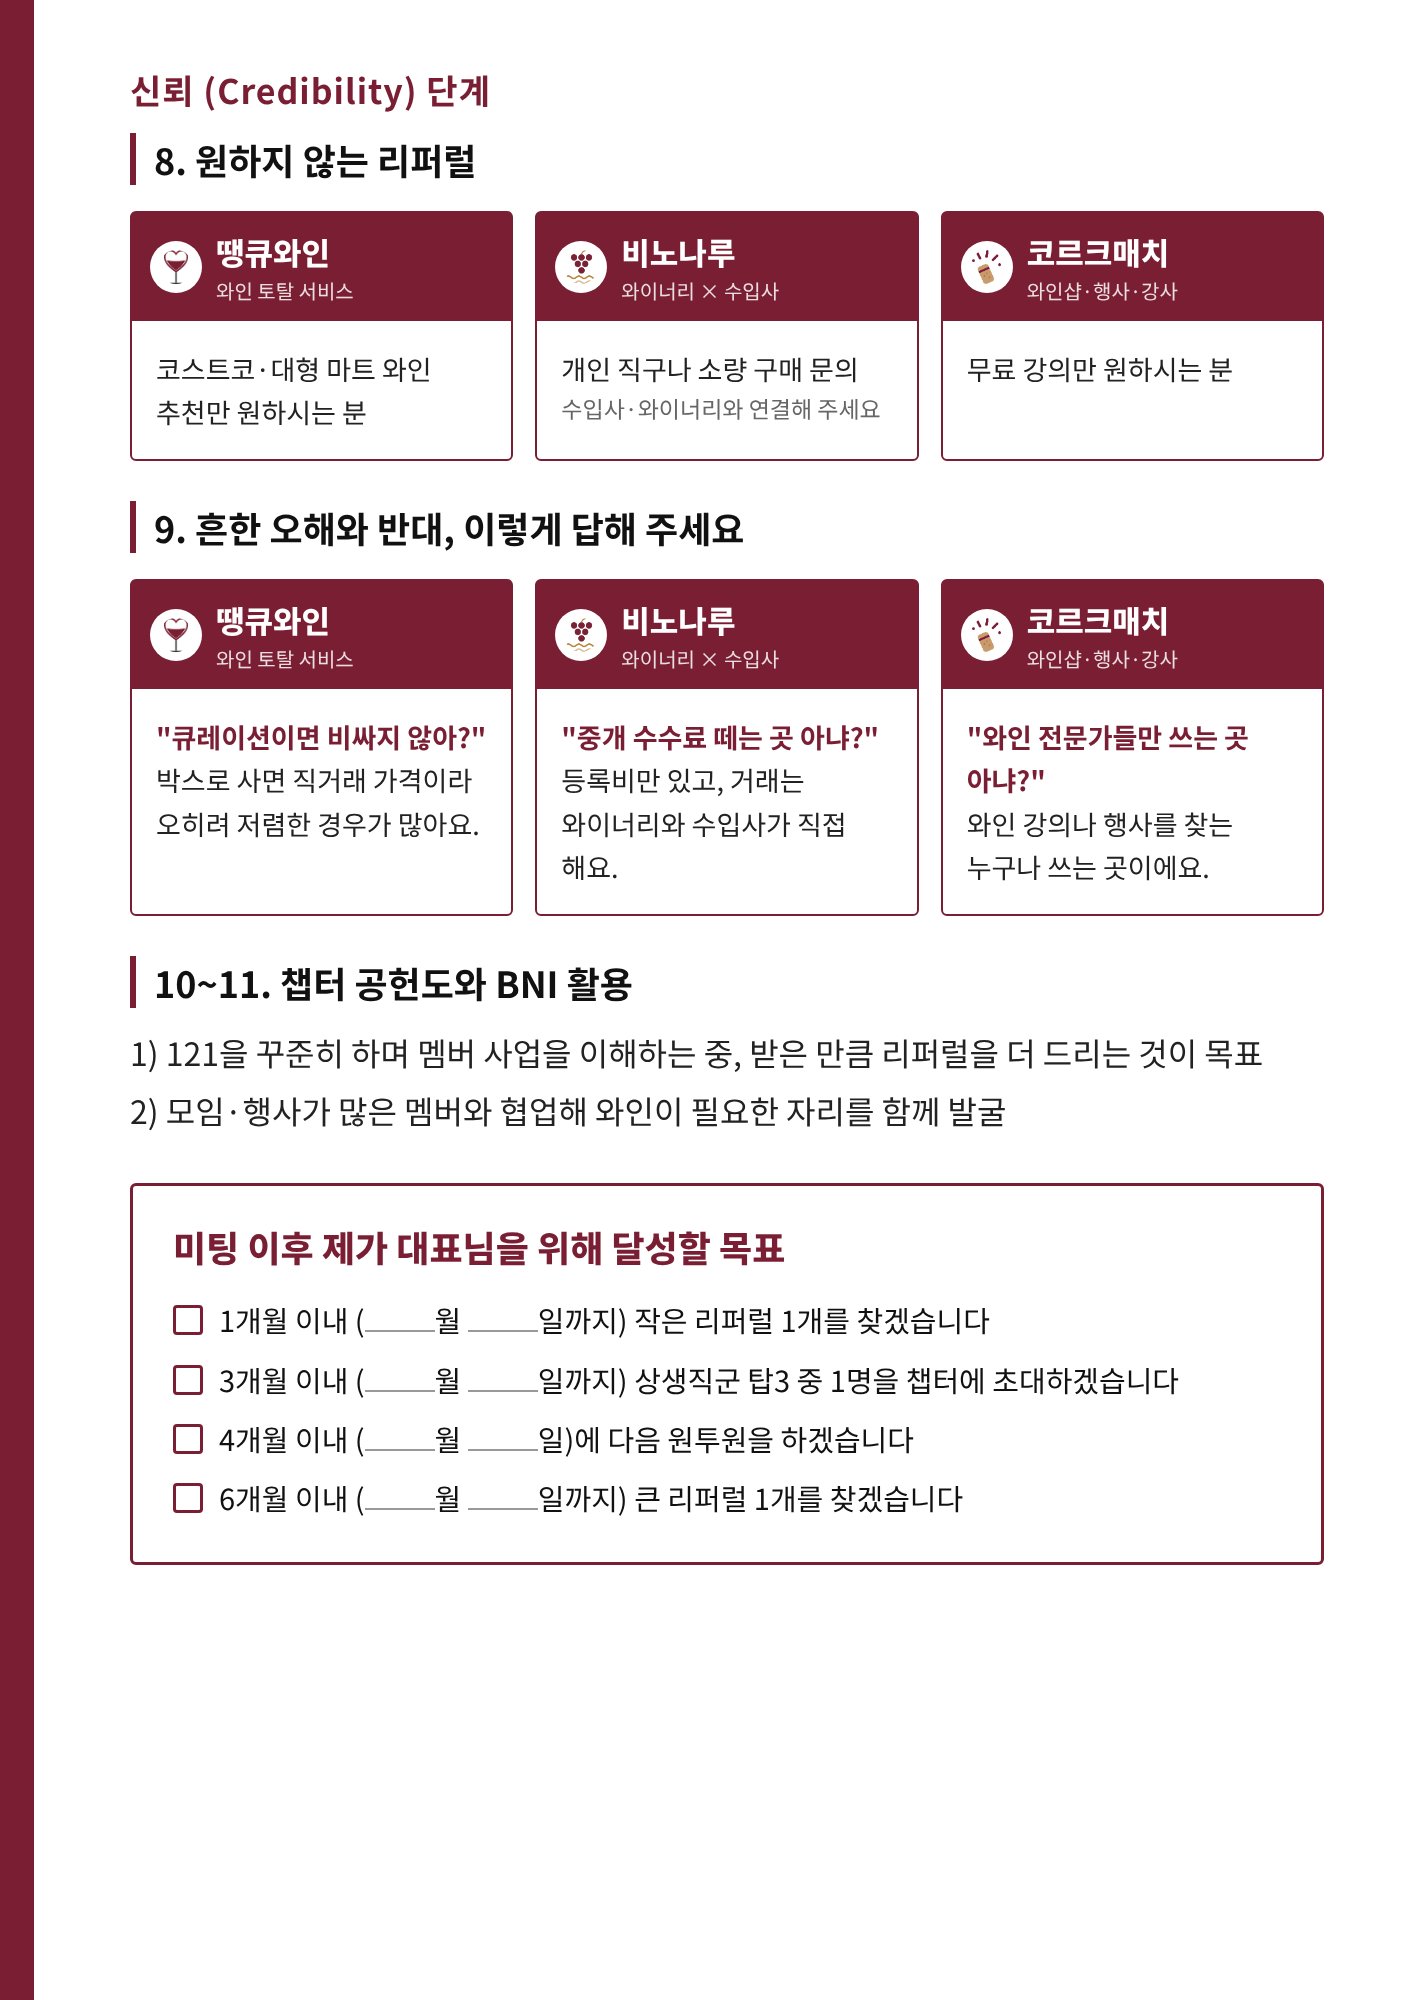 신뢰 (Credibility) 단계
8. 원하지 않는 리퍼럴
땡큐와인
와인 토탈 서비스
코스트코·대형 마트 와인
추천만 원하시는 분
비노나루
와이너리 × 수입사
개인 직구나 소량 구매 문의
수입사·와이너리와 연결해 주세요
코르크매치
와인샵·행사·강사
무료 강의만 원하시는 분
9. 흔한 오해와 반대, 이렇게 답해 주세요
땡큐와인
와인 토탈 서비스
"큐레이션이면 비싸지 않아?"
박스로 사면 직거래 가격이라
오히려 저렴한 경우가 많아요.
비노나루
와이너리 × 수입사
"중개 수수료 떼는 곳 아냐?"
등록비만 있고, 거래는
와이너리와 수입사가 직접
해요.
코르크매치
와인샵·행사·강사
"와인 전문가들만 쓰는 곳
아냐?"
와인 강의나 행사를 찾는
누구나 쓰는 곳이에요.
10~11. 챕터 공헌도와 BNI 활용
1) 121을 꾸준히 하며 멤버 사업을 이해하는 중, 받은 만큼 리퍼럴을 더 드리는 것이 목표
2) 모임·행사가 많은 멤버와 협업해 와인이 필요한 자리를 함께 발굴
미팅 이후 제가 대표님을 위해 달성할 목표
1개월 이내 (_____월 _____일까지) 작은 리퍼럴 1개를 찾겠습니다
3개월 이내 (_____월 _____일까지) 상생직군 탑3 중 1명을 챕터에 초대하겠습니다
4개월 이내 (_____월 _____일)에 다음 원투원을 하겠습니다
6개월 이내 (_____월 _____일까지) 큰 리퍼럴 1개를 찾겠습니다